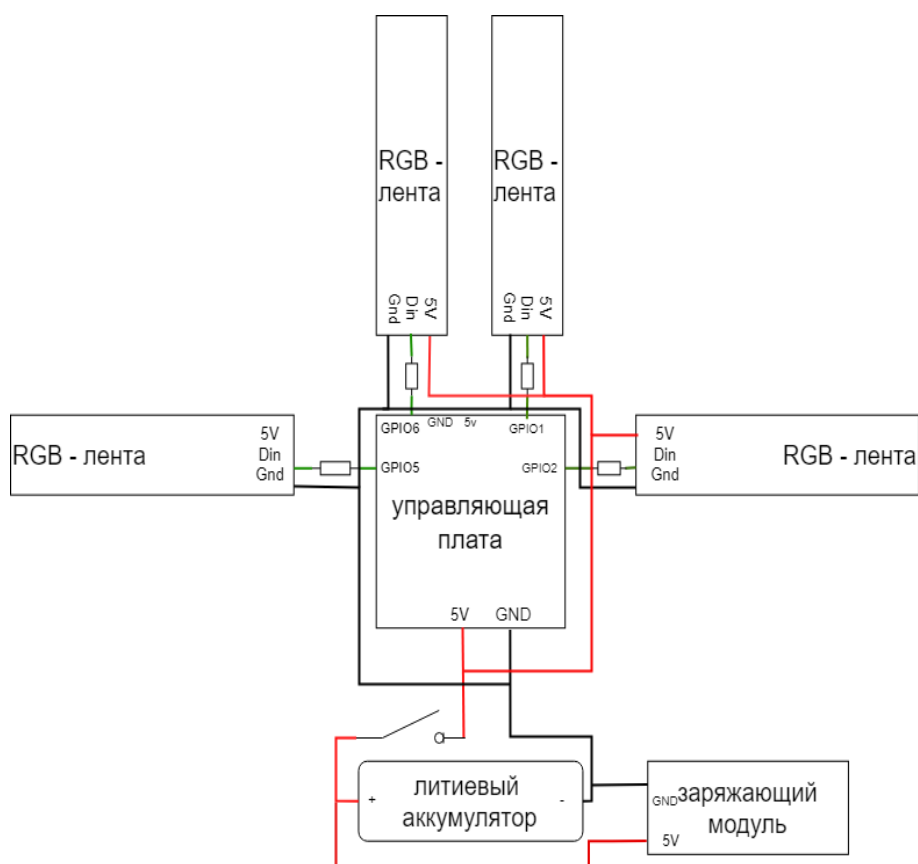 RGB -
лента
Gnd
Din
5V
RGB -
лента
Gnd
Din
5V
RGB - лента
5V
Din
Gnd
GPIO6
GND
5v
GPIO1
GPIO5
GPIO2
управляющая
плата
5V
GND
5V
Din
Gnd
RGB - лента
+
литиевый
аккумулятор
-
GND
заряжающий
модуль
5V